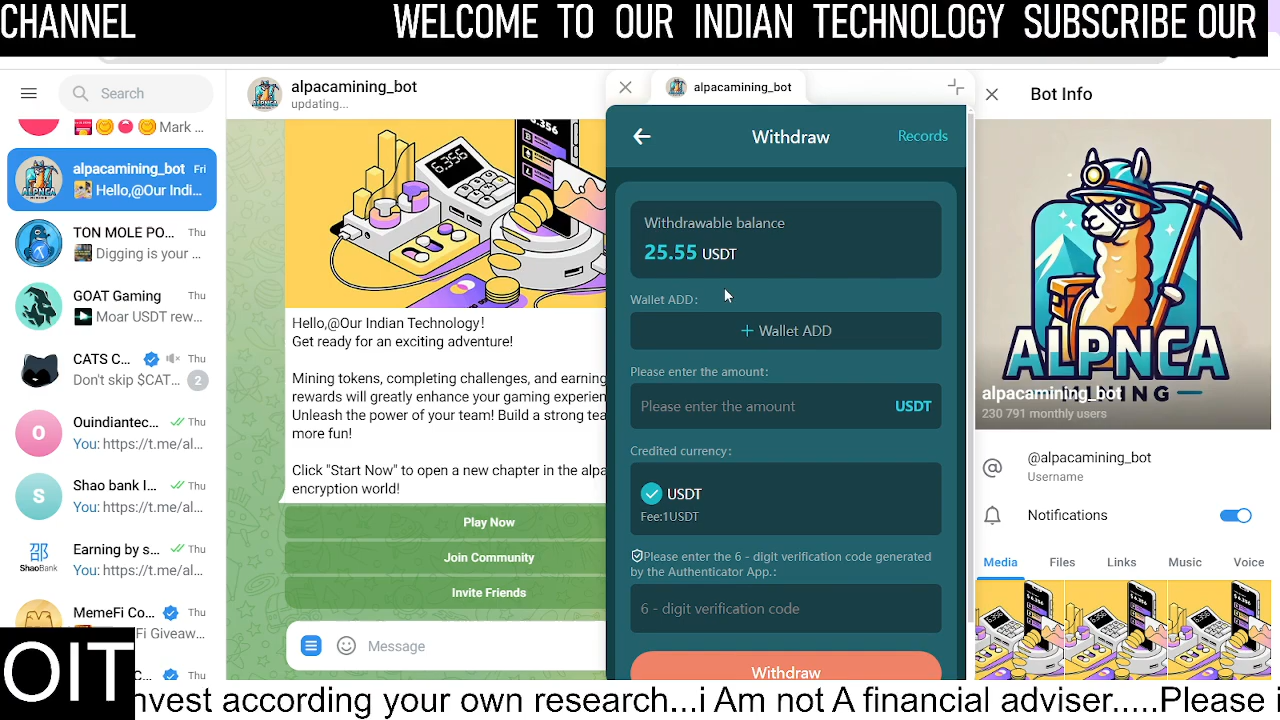 CHANNEL WELCOME TO OUR INDIAN TECHNOLOGY SUBSCRIBE OUR
Search
Mark ...
alpacamining_bot Fri
Hello,@Our Indi...
TON MOLE PO... Thu
Digging is your ...
GOAT Gaming Thu
Moar USDT rew...
CATS C... Thu
Don't skip $CAT... 2
O
Ouindiantec... Thu
You: https://t.me/al...
S
Shao bank I... Thu
You: https://t.me/al...
邵
ShaoBank
Earning by s... Thu
You: https://t.me/al...
MemeFi Co... Thu
Fi Giveaw...
Thu
alpacamining_bot
updating...
6.356
Hello,@Our Indian Technology!
Get ready for an exciting adventure!
Mining tokens, completing challenges, and earning
rewards will greatly enhance your gaming experien
Unleash the power of your team! Build a strong tea
more fun!
Click "Start Now" to open a new chapter in the alpa
encryption world!
Play Now
Join Community
Invite Friends
Message
alpacamining_bot
Withdraw Records
Withdrawable balance
25.55 USDT
Wallet ADD:
+ Wallet ADD
Please enter the amount:
Please enter the amount USDT
Credited currency:
USDT
Fee:1USDT
Please enter the 6 - digit verification code generated
by the Authenticator App.:
6 - digit verification code
Withdraw
Bot Info
ALPNCA
MINING
alpacamining_bot
230 791 monthly users
@alpacamining_bot
Username
Notifications
Media Files Links Music Voice
OIT
nvest according your own research...i Am not A financial adviser.....Please i